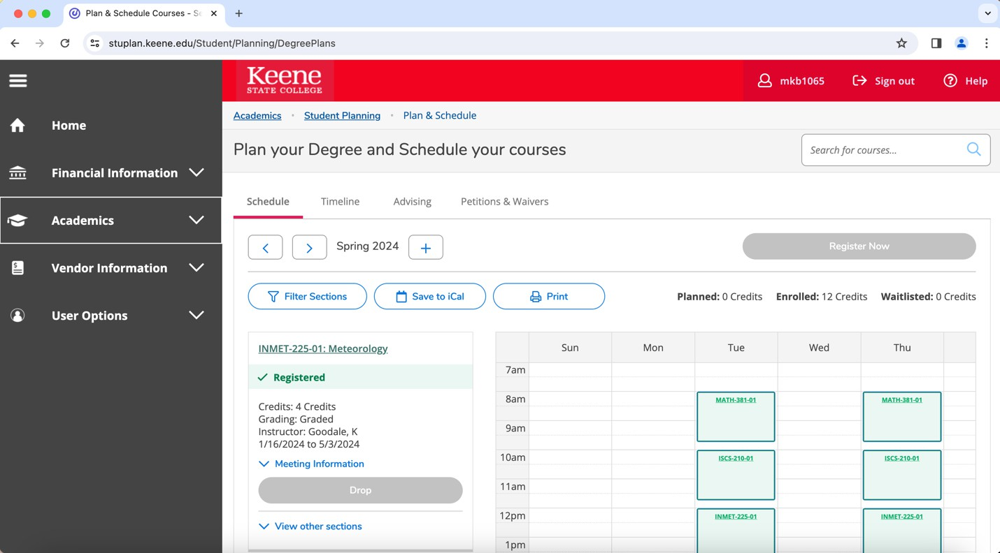 Plan & Schedule Courses - Se
stuplan.keene.edu/Student/Planning/DegreePlans
Keene
STATE COLLEGE
mkb1065
Sign out
Help
Home
Financial Information
Academics
Vendor Information
User Options
Academics
Student Planning
Plan & Schedule
Plan your Degree and Schedule your courses
Search for courses...
Schedule
Timeline
Advising
Petitions & Waivers
Spring 2024
Register Now
Filter Sections
Save to iCal
Print
Planned: 0 Credits
Enrolled: 12 Credits
Waitlisted: 0 Credits
INMET-225-01: Meteorology
Registered
Credits: 4 Credits
Grading: Graded
Instructor: Goodale, K
1/16/2024 to 5/3/2024
Meeting Information
Drop
View other sections
Sun
Mon
Tue
Wed
Thu
7am
8am
MATH-381-01
MATH-381-01
9am
10am
ISCS-210-01
ISCS-210-01
11am
12pm
INMET-225-01
INMET-225-01
1pm